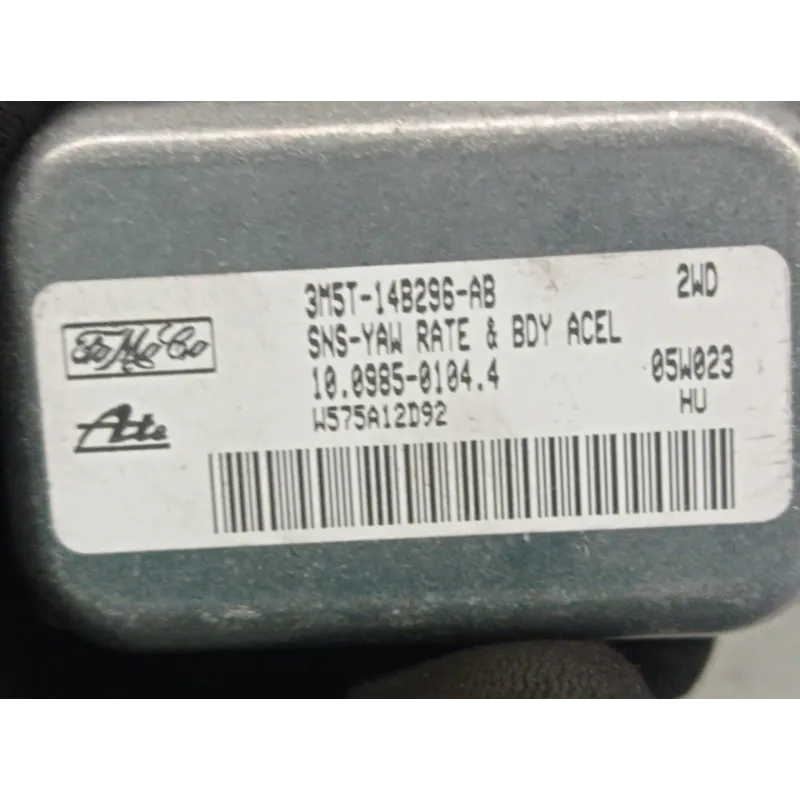 3M5T-14B296-AB 2WD
FoMoCo
SNS-YAW RATE & BDY ACEL
10.0985-0104.4 05W023
Ate
W575A12D92 HU